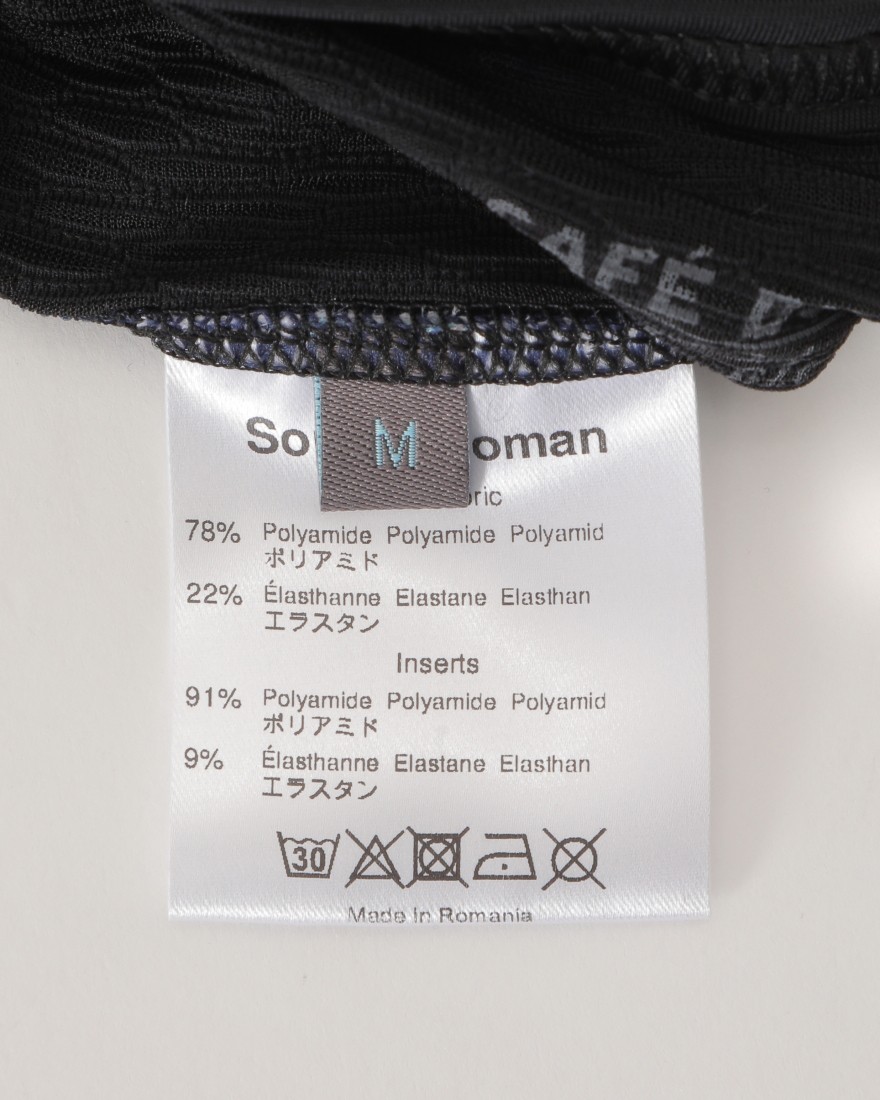 CAFÉ D
M
So oman
bric
78% Polyamide Polyamide Polyamid
ポリアミド
22% Élasthanne Elastane Elasthan
エラスタン
Inserts
91% Polyamide Polyamide Polyamid
ポリアミド
9% Élasthanne Elastane Elasthan
エラスタン
30
Made In Romania